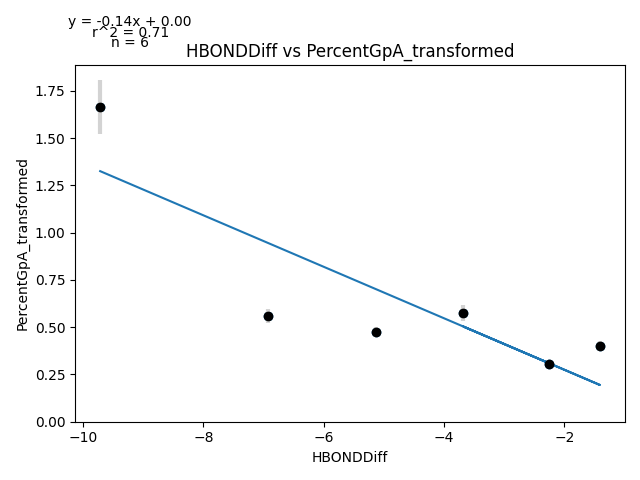 y = -0.14x + 0.00
r^2 = 0.71
n = 6
HBONDDiff vs PercentGpA_transformed
PercentGpA_transformed
1.75
1.50
1.25
1.00
0.75
0.50
0.25
0.00
−10
−8
−6
−4
−2
HBONDDiff